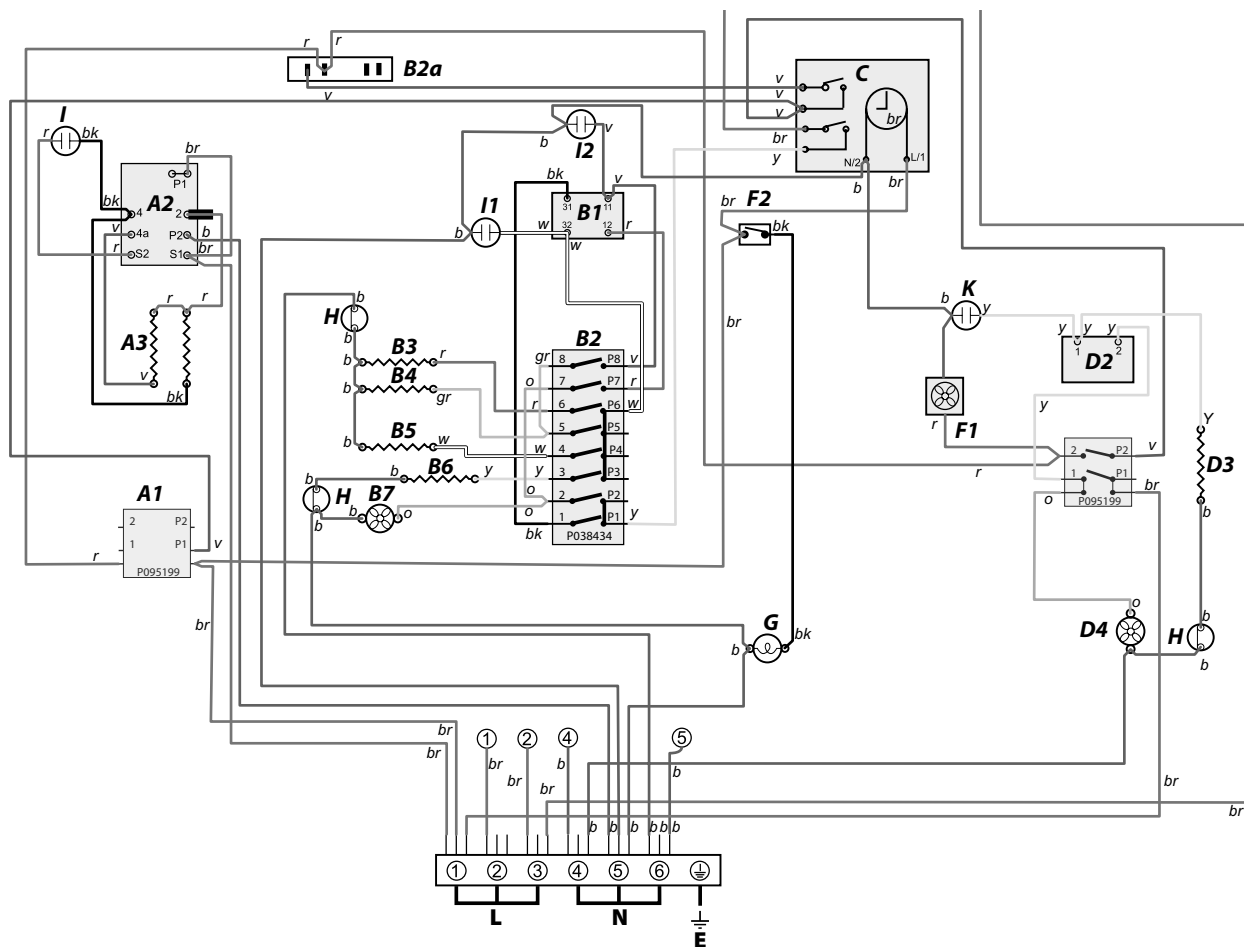 r r
B2a
v
C
v
v
v
br
br
y
N/2 L/1
b br
I
r bk
br
P1
A2
bk
4 2
v 4a P2 b
r S2 S1 br
r r
A3
v bk
b I2 v
bk v
31 11
B1
32 12
I1
b w w r
F2
br bk
br
K
b y
y y y
1 2
D2
F1
r
y
H b
b
B3
b r
B4
b gr
B5
b w
B6
b y
b
H B7
b b o
B2
gr 8 P8 v
o 7 P7 r
r 6 P6 w
5 P5
w 4 P4
y 3 P3
o 2 P2
o 1 P1 y
bk P038434
r
2 P2 v
1 P1 br
o P095199
Y
D3
b
A1
2 P2
1 P1 v
r P095199
br
G
b bk
o
D4
b
H
b
br
br
1 2 4 5
br br br b b
b b b b b b b
br
br
1 2 3 4 5 6
L N E